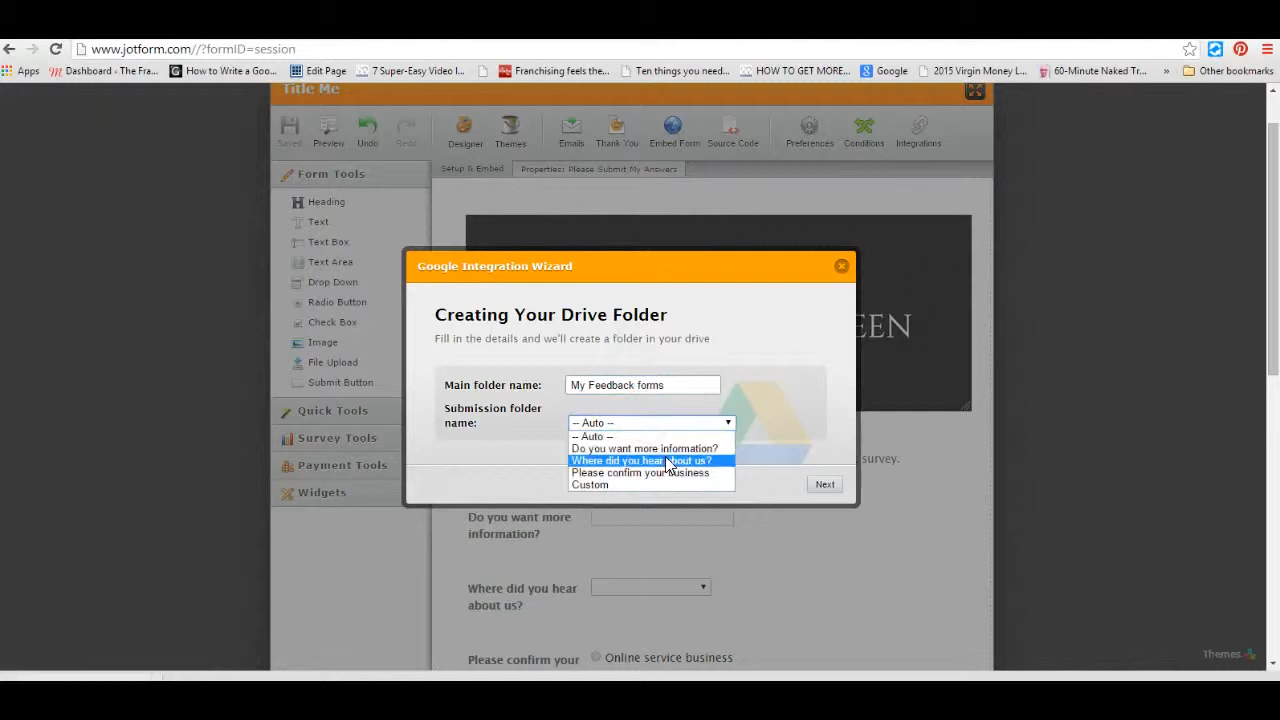 www.jotform.com//?formID=session
Apps
Dashboard - The Fra...
How to Write a Goo...
Edit Page
7 Super-Easy Video I...
Franchising feels the...
Ten things you need...
HOW TO GET MORE...
Google
2015 Virgin Money L...
60-Minute Naked Tr...
»
Other bookmarks
Title Me
Saved
Preview
Undo
Redo
Designer
Themes
Emails
Thank You
Embed Form
Source Code
Preferences
Conditions
Integrations
Form Tools
Setup & Embed
Properties: Please Submit My Answers
Heading
Text
Text Box
Text Area
Drop Down
Radio Button
Check Box
Image
File Upload
Submit Button
Quick Tools
Survey Tools
Payment Tools
Widgets
EEN
Google Integration Wizard
Creating Your Drive Folder
Fill in the details and we'll create a folder in your drive
Main folder name:
My Feedback forms
Submission folder
name:
-- Auto --
-- Auto --
Do you want more information?
Where did you hear about us?
Please confirm your business
Custom
Next
survey.
Do you want more
information?
Where did you hear
about us?
Please confirm your
Online service business
Themes